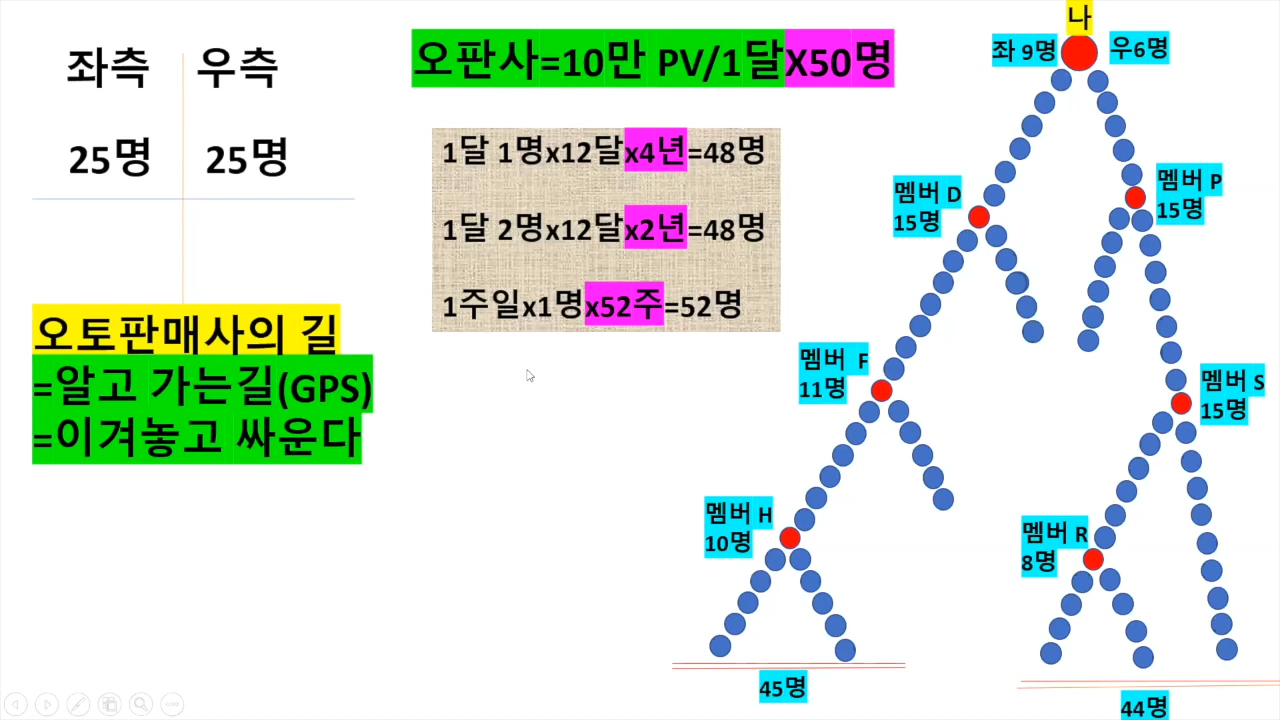 좌측 우측
25명 25명
오토판매사의 길
=알고 가는길(GPS)
=이겨놓고 싸운다
오판사=10만 PV/1달X50명
1달 1명x12달x4년=48명
1달 2명x12달x2년=48명
1주일x1명x52주=52명
나
좌 9명
우6명
멤버 D
15명
멤버 P
15명
멤버 F
11명
멤버 S
15명
멤버 H
10명
멤버 R
8명
45명
44명